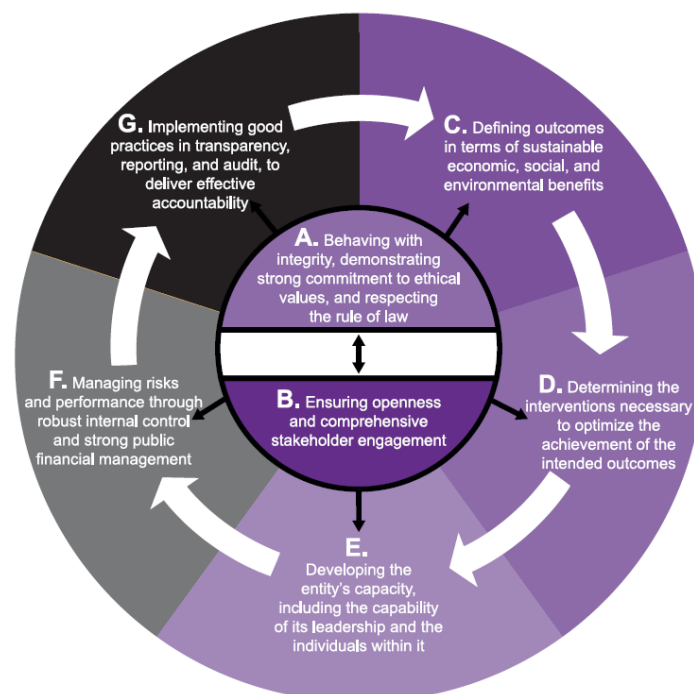 A. Behaving with
integrity, demonstrating
strong commitment to ethical
values, and respecting
the rule of law
B. Ensuring openness
and comprehensive
stakeholder engagement
C. Defining outcomes
in terms of sustainable
economic, social, and
environmental benefits
D. Determining the
interventions necessary
to optimize the
achievement of the
intended outcomes
E.
Developing the
entity's capacity,
including the capability
of its leadership and the
individuals within it
F. Managing risks
and performance through
robust internal control
and strong public
financial management
G. Implementing good
practices in transparency,
reporting, and audit, to
deliver effective
accountability